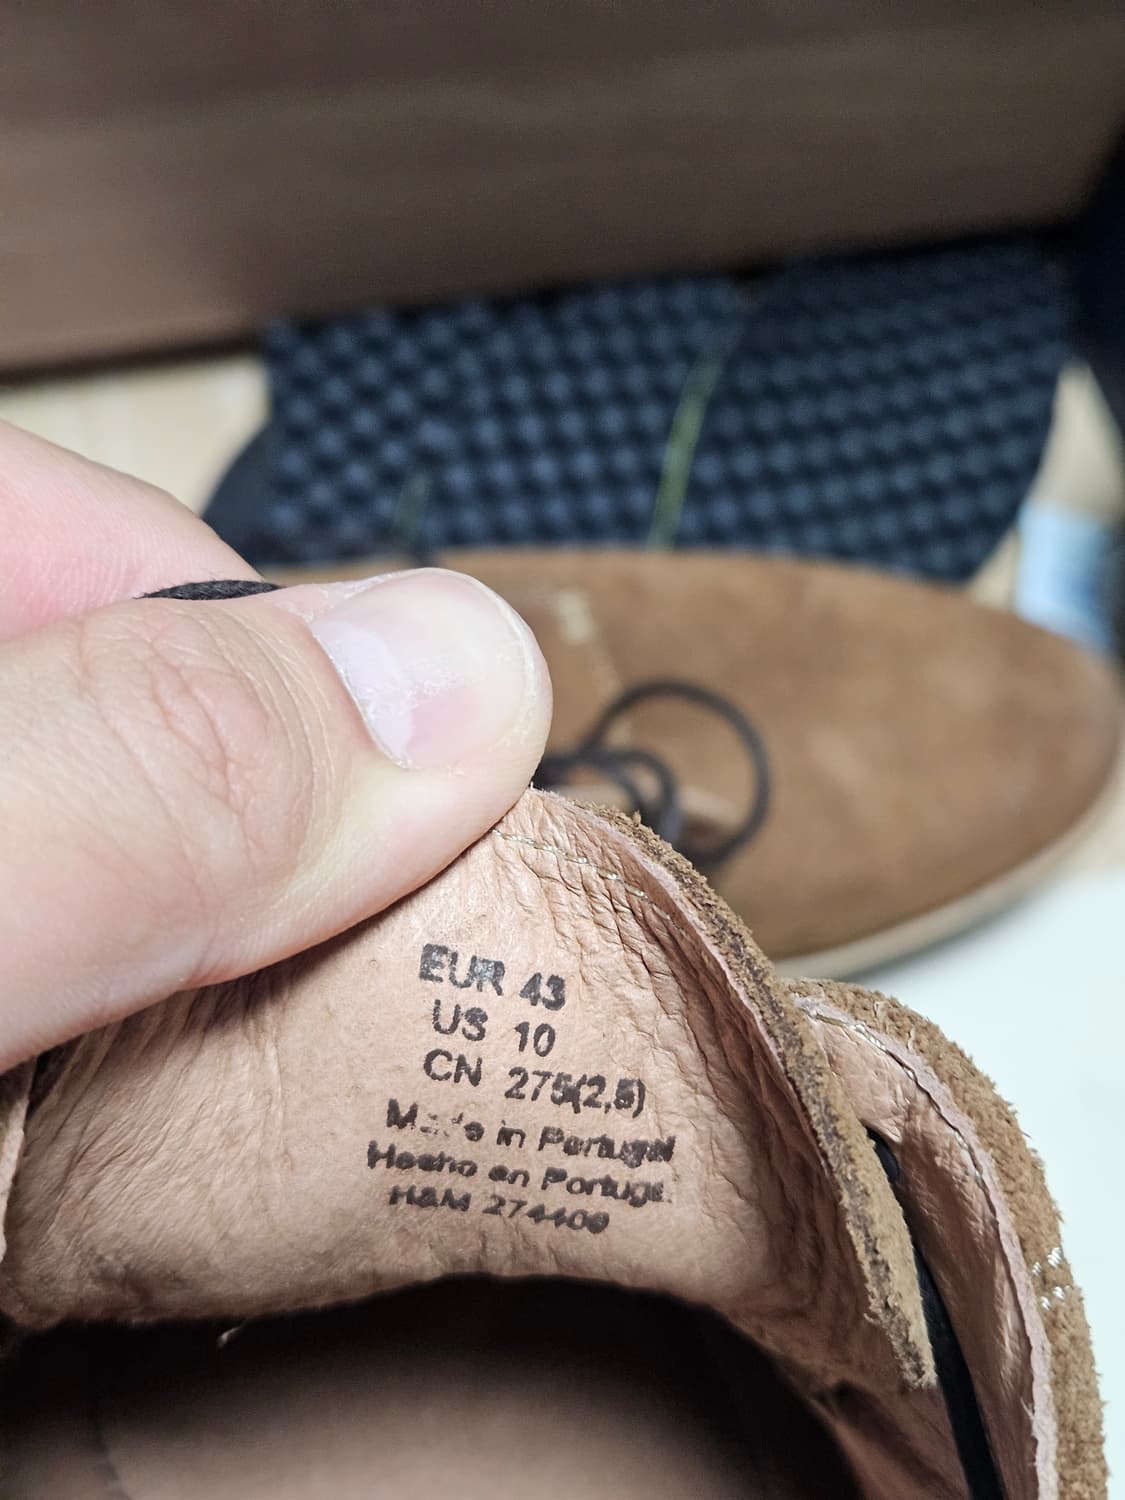 EUR 43
US 10
CN 275(2,5)
Made in Portugal
Hecho en Portugal
H&M 274409